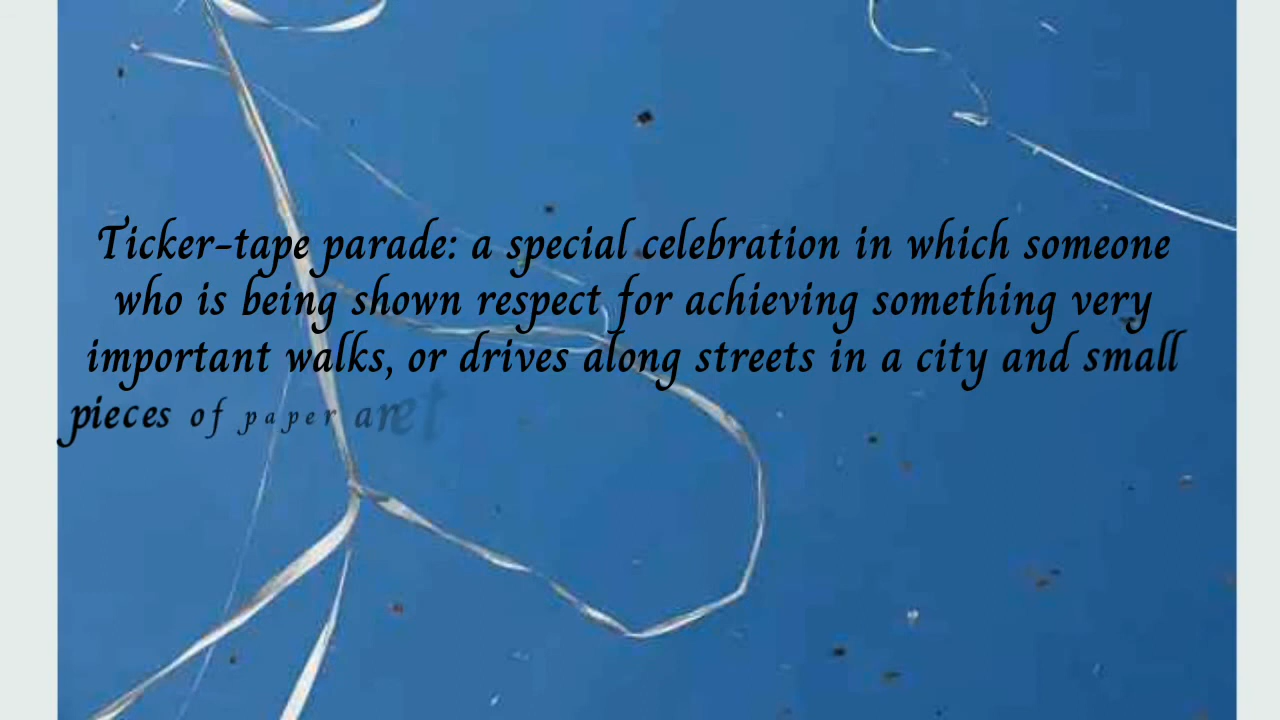 Ticker-tape parade: a special celebration in which someone
who is being shown respect for achieving something very
important walks, or drives along streets in a city and small
pieces of paper are t